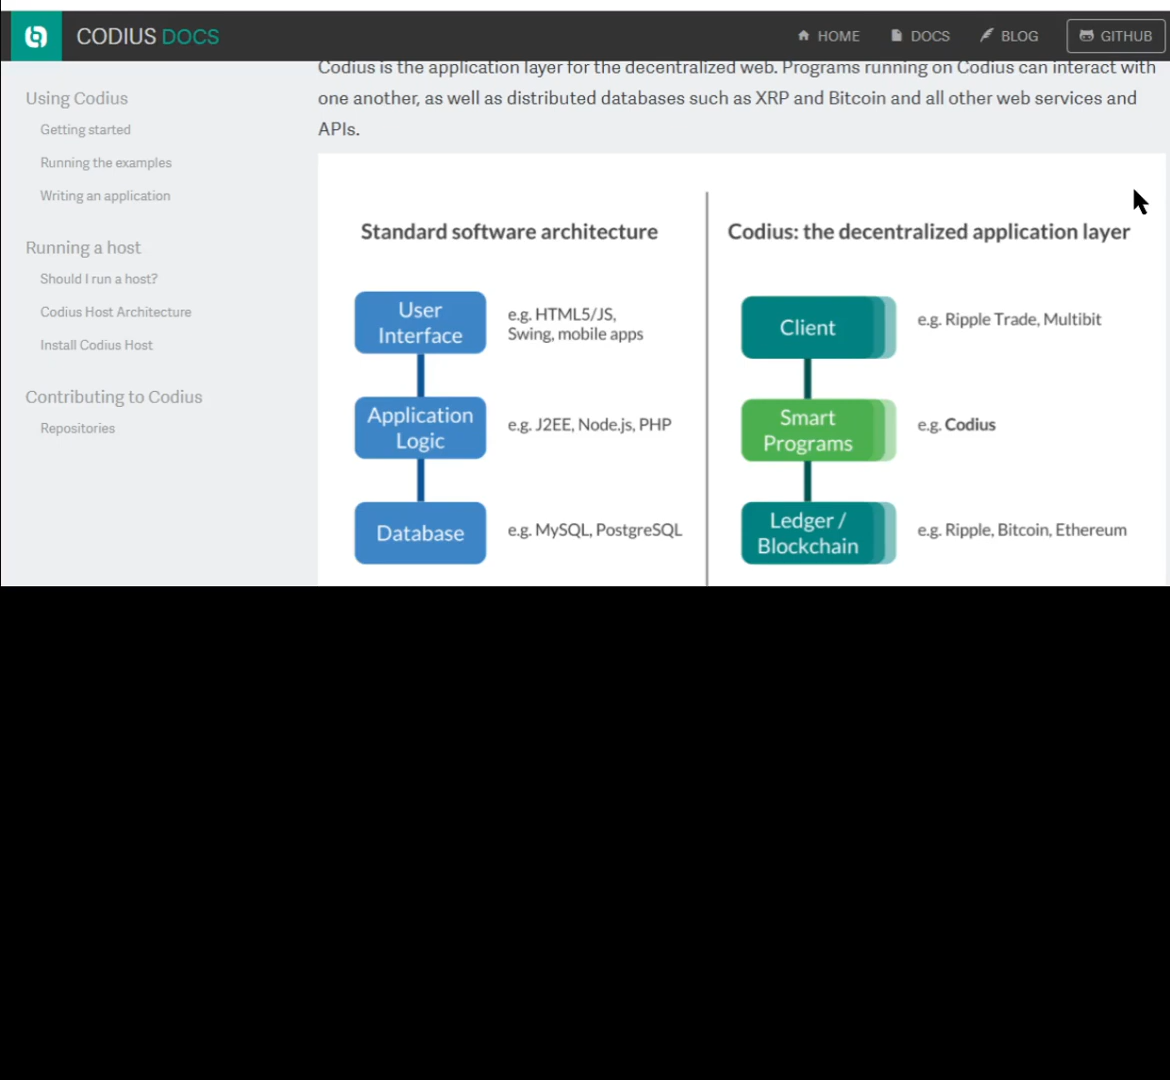 CODIUS DOCS
HOME
DOCS
BLOG
GITHUB
Using Codius
Getting started
Running the examples
Writing an application
Running a host
Should I run a host?
Codius Host Architecture
Install Codius Host
Contributing to Codius
Repositories
Codius is the application layer for the decentralized web. Programs running on Codius can interact with
one another, as well as distributed databases such as XRP and Bitcoin and all other web services and
APIs.
Standard software architecture
User
Interface
e.g. HTML5/JS,
Swing, mobile apps
Application
Logic
e.g. J2EE, Node.js, PHP
Database
e.g. MySQL, PostgreSQL
Codius: the decentralized application layer
Client
e.g. Ripple Trade, Multibit
Smart
Programs
e.g. Codius
Ledger /
Blockchain
e.g. Ripple, Bitcoin, Ethereum